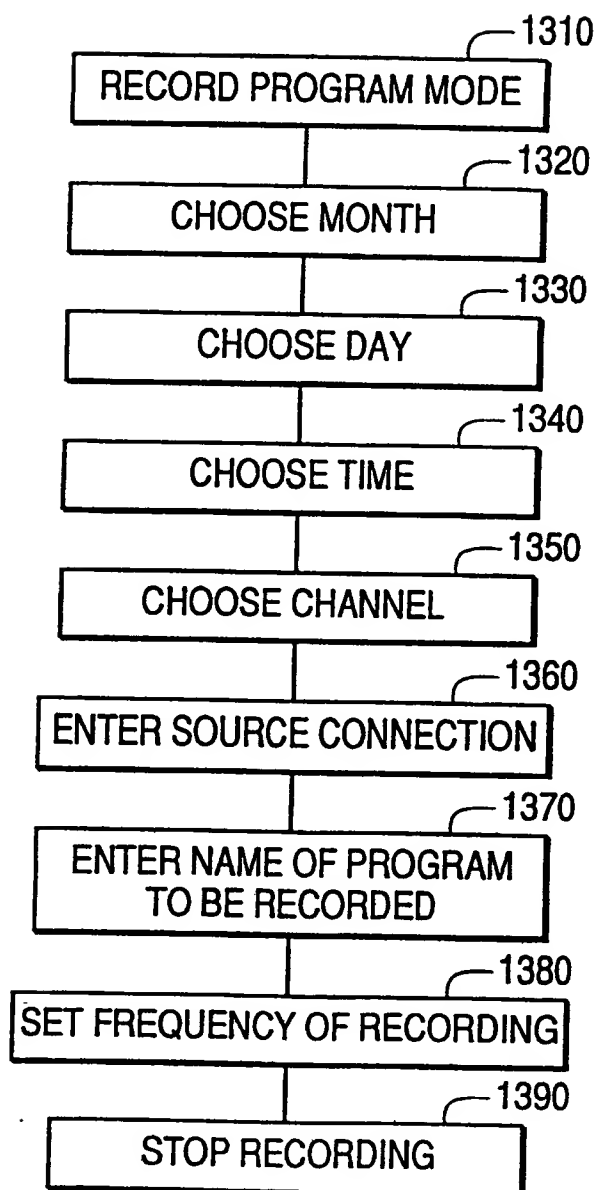 1310
RECORD PROGRAM MODE
1320
CHOOSE MONTH
1330
CHOOSE DAY
1340
CHOOSE TIME
1350
CHOOSE CHANNEL
1360
ENTER SOURCE CONNECTION
1370
ENTER NAME OF PROGRAM
TO BE RECORDED
1380
SET FREQUENCY OF RECORDING
1390
STOP RECORDING